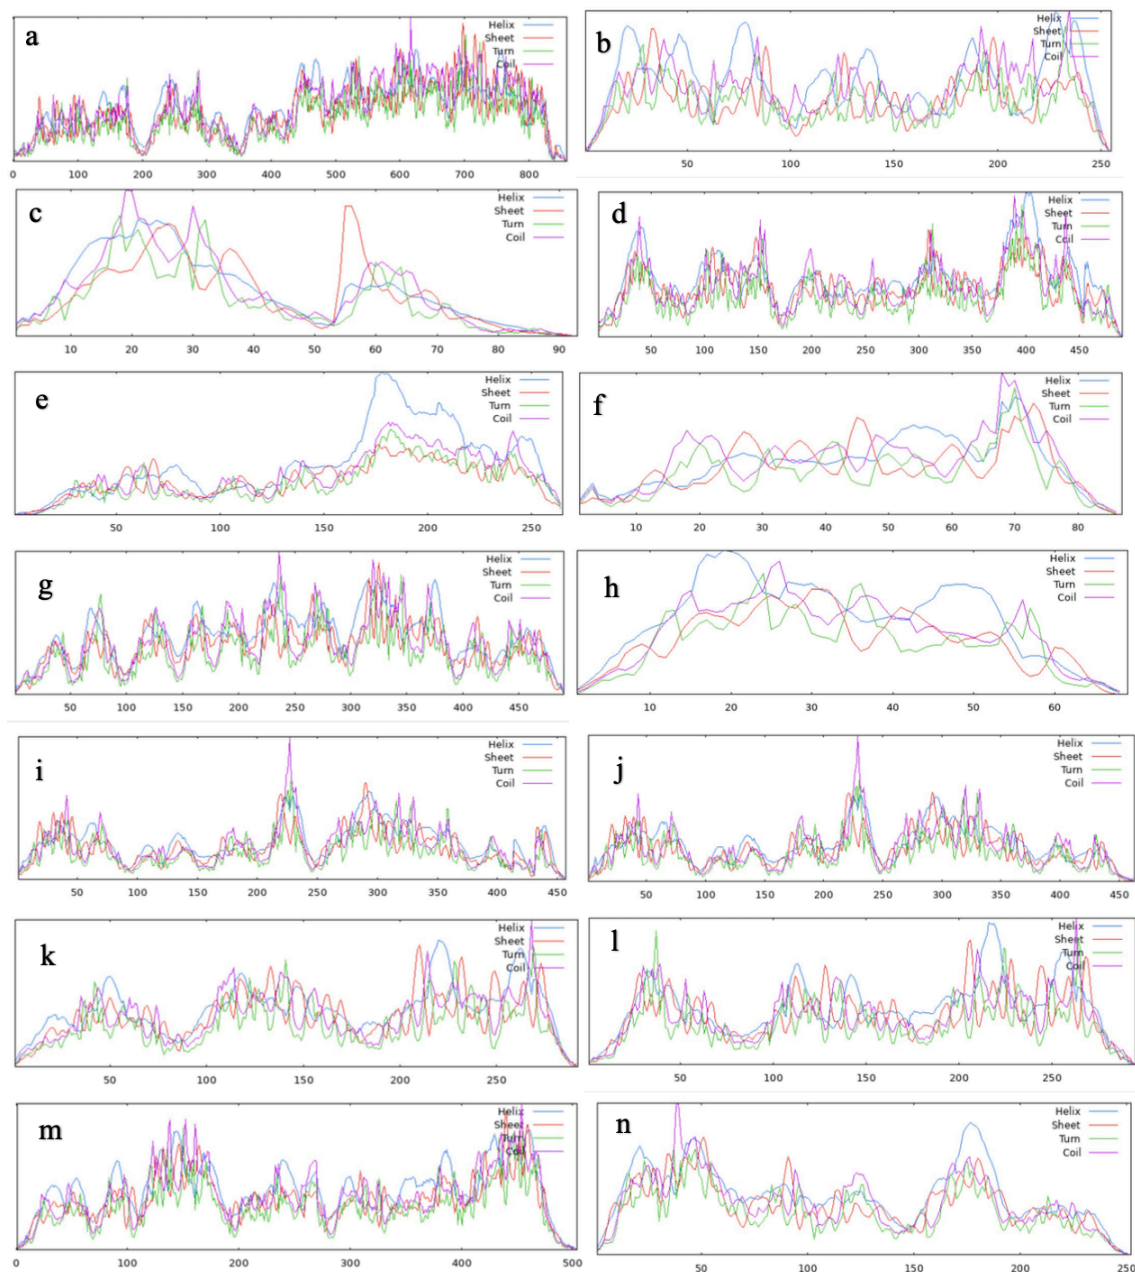 a
Helix
Sheet
Turn
Coil
0 100 200 300 400 500 600 700 800
b
Helix
Sheet
Turn
Coil
50 100 150 200 250
c
Helix
Sheet
Turn
Coil
10 20 30 40 50 60 70 80 90
d
Helix
Sheet
Turn
Coil
50 100 150 200 250 300 350 400 450
e
Helix
Sheet
Turn
Coil
50 100 150 200 250
f
Helix
Sheet
Turn
Coil
10 20 30 40 50 60 70 80
g
Helix
Sheet
Turn
Coil
50 100 150 200 250 300 350 400 450
h
Helix
Sheet
Turn
Coil
10 20 30 40 50 60
i
Helix
Sheet
Turn
Coil
50 100 150 200 250 300 350 400 450
j
Helix
Sheet
Turn
Coil
50 100 150 200 250 300 350 400 450
k
Helix
Sheet
Turn
Coil
50 100 150 200 250
l
Helix
Sheet
Turn
Coil
50 100 150 200 250
m
Helix
Sheet
Turn
Coil
0 100 200 300 400 500
n
Helix
Sheet
Turn
Coil
50 100 150 200 250